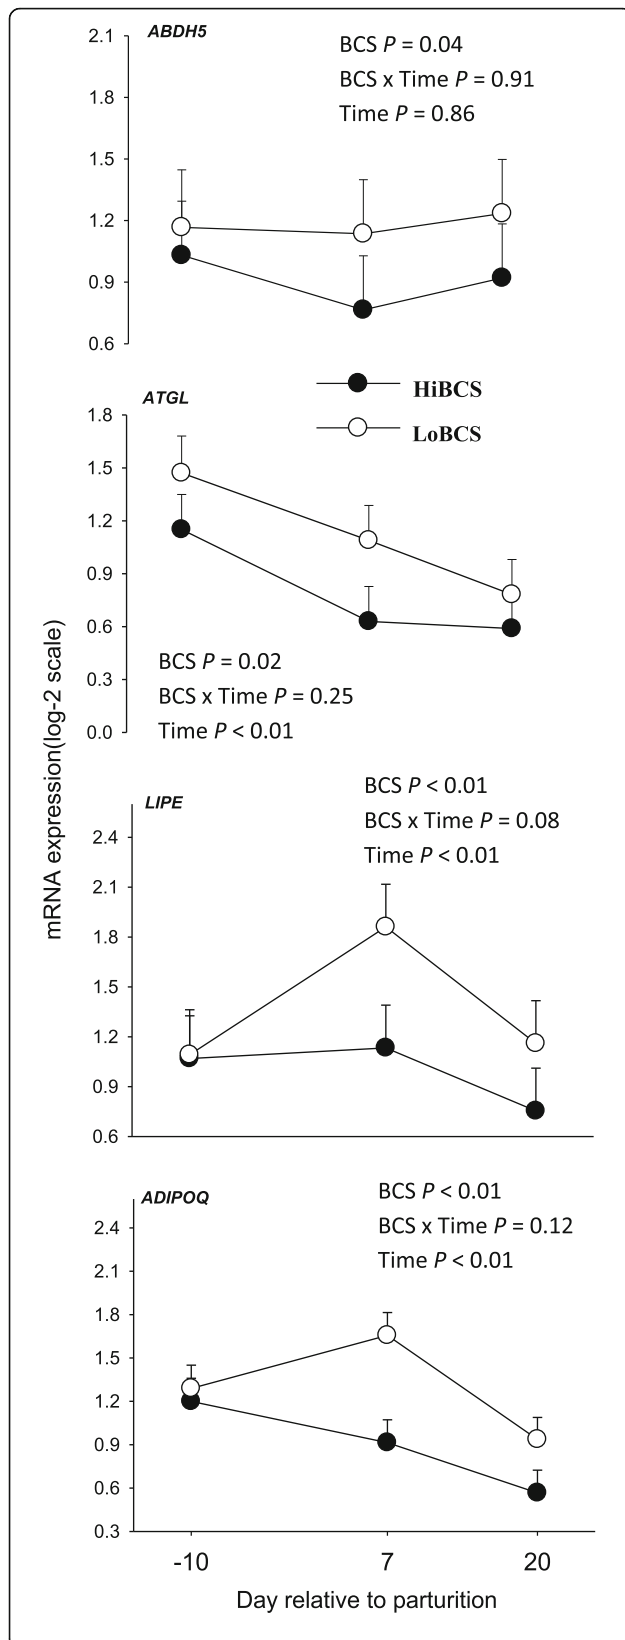 ABDH5
BCS P = 0.04
BCS x Time P = 0.91
Time P = 0.86
2.1
1.8
1.5
1.2
0.9
0.6
HiBCS
LoBCS
ATGL
1.8
1.5
1.2
0.9
0.6
0.3
0.0
BCS P = 0.02
BCS x Time P = 0.25
Time P < 0.01
mRNA expression(log-2 scale)
LIPE
BCS P < 0.01
BCS x Time P = 0.08
Time P < 0.01
2.4
2.1
1.8
1.5
1.2
0.9
0.6
ADIPOQ
BCS P < 0.01
BCS x Time P = 0.12
Time P < 0.01
2.4
2.1
1.8
1.5
1.2
0.9
0.6
0.3
-10 7 20
Day relative to parturition